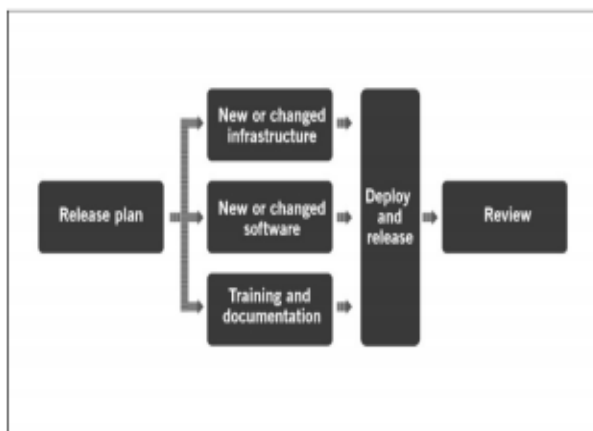 Release plan
New or changed
infrastructure
New or changed
software
Training and
documentation
Deploy
and
release
Review